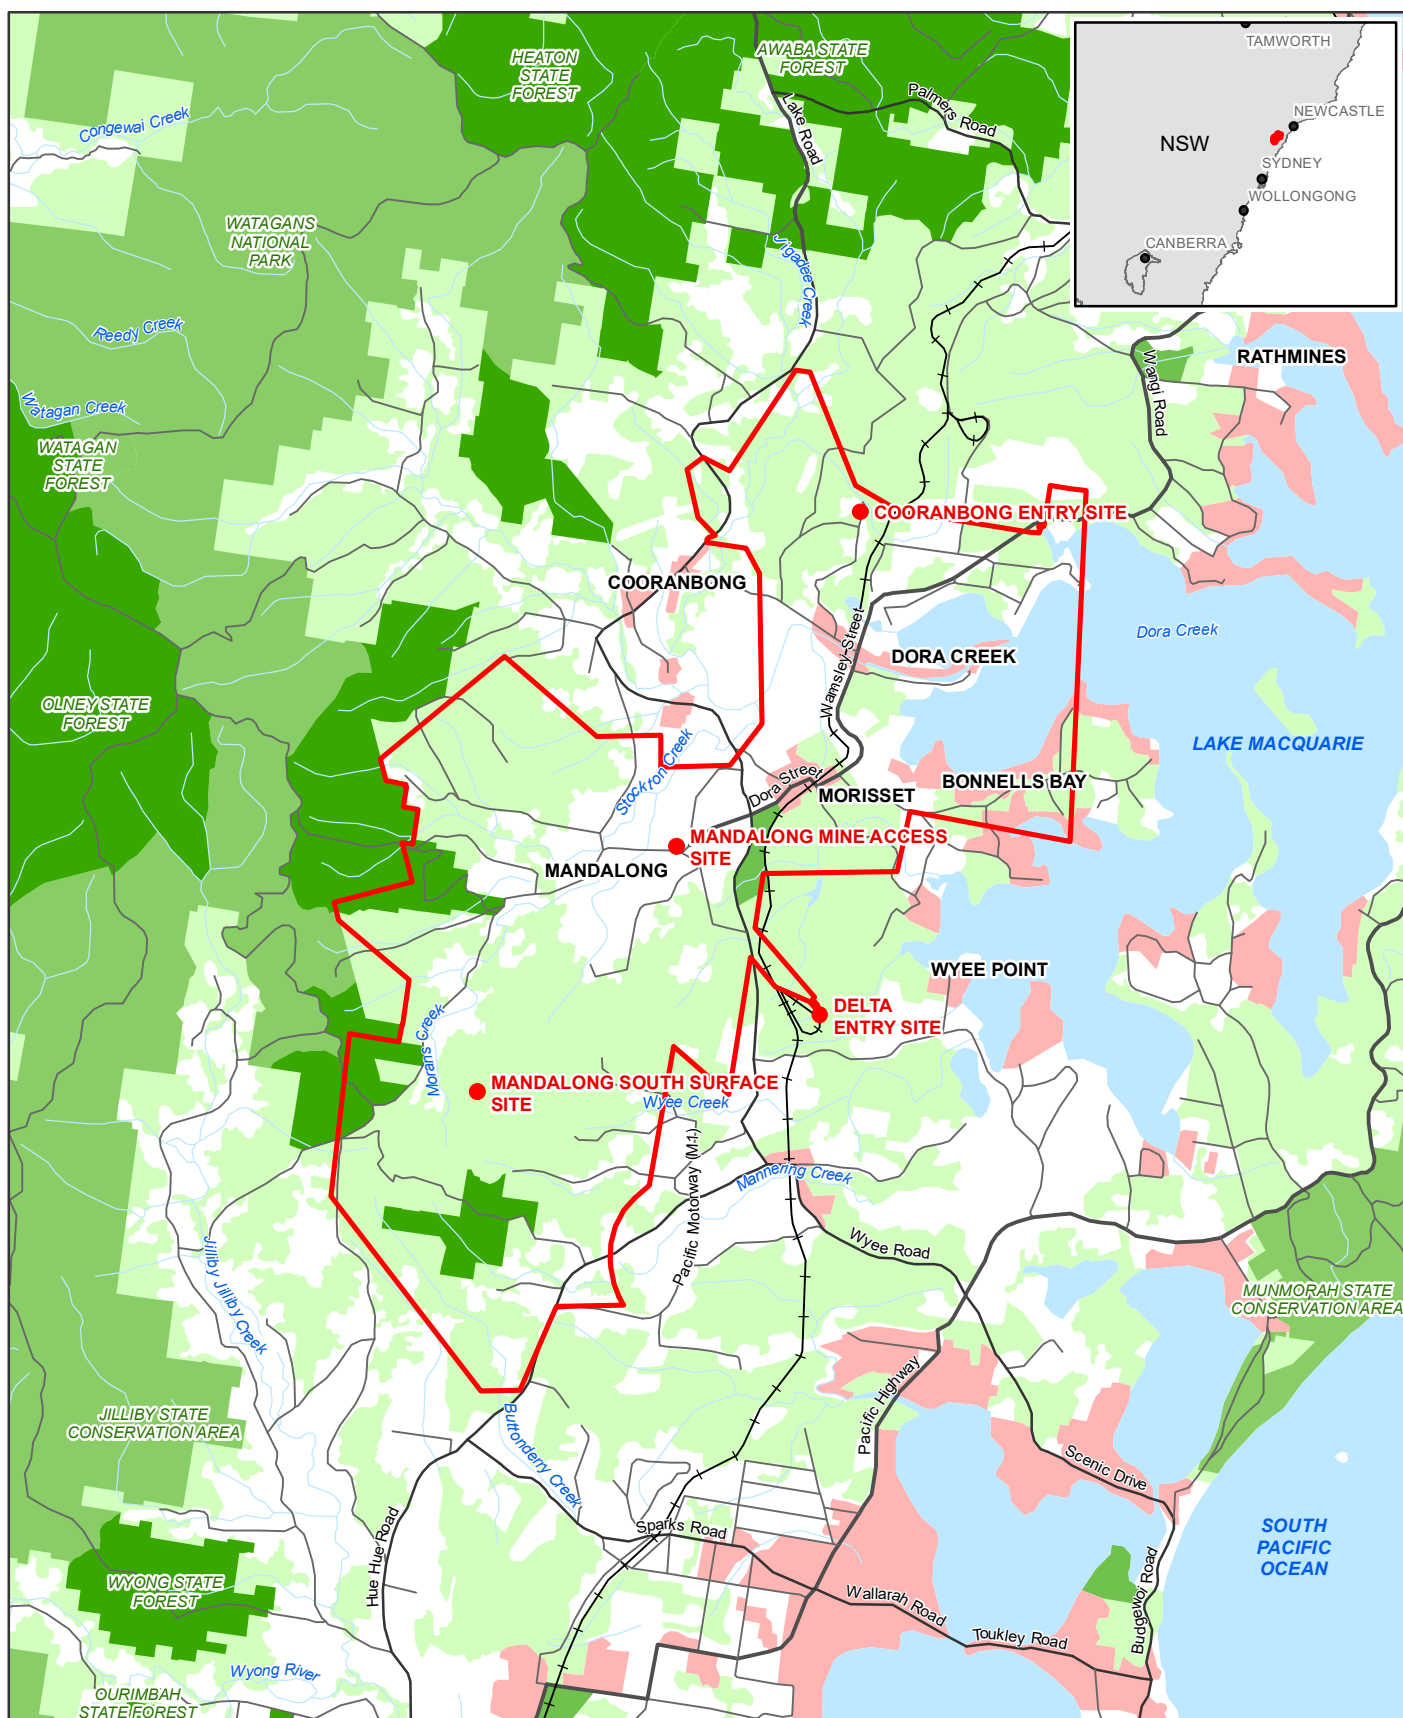 HEATON
STATE
FOREST
AWABA STATE
FOREST
Palmers Road
Lake Road
TAMWORTH
NEWCASTLE
NSW
SYDNEY
WOLLONGONG
CANBERRA
Congewai Creek
WATAGANS
NATIONAL
PARK
Jigadee Creek
Reedy Creek
RATHMINES
Wangi Road
Watagan Creek
WATAGAN
STATE
FOREST
COORANBONG ENTRY SITE
COORANBONG
Wamsley Street
Dora Creek
DORA CREEK
OLNEY STATE
FOREST
LAKE MACQUARIE
Stockton Creek
Dora Street
BONNELLS BAY
MORISSET
MANDALONG MINE ACCESS
SITE
MANDALONG
WYEE POINT
DELTA
ENTRY SITE
Morans Creek
MANDALONG SOUTH SURFACE
SITE
Wyee Creek
Pacific Motorway (M1)
Mannering Creek
Wyee Road
Jilliby Jilliby Creek
MUNMORAH STATE
CONSERVATION AREA
Pacific Highway
JILLIBY STATE
CONSERVATION AREA
Buttonderry Creek
Scenic Drive
Sparks Road
SOUTH
PACIFIC
OCEAN
Hue Hue Road
WYONG STATE
FOREST
Wallarah Road
Toukley Road
Budgewoi Road
Wyong River
OURIMBAH
STATE FOREST